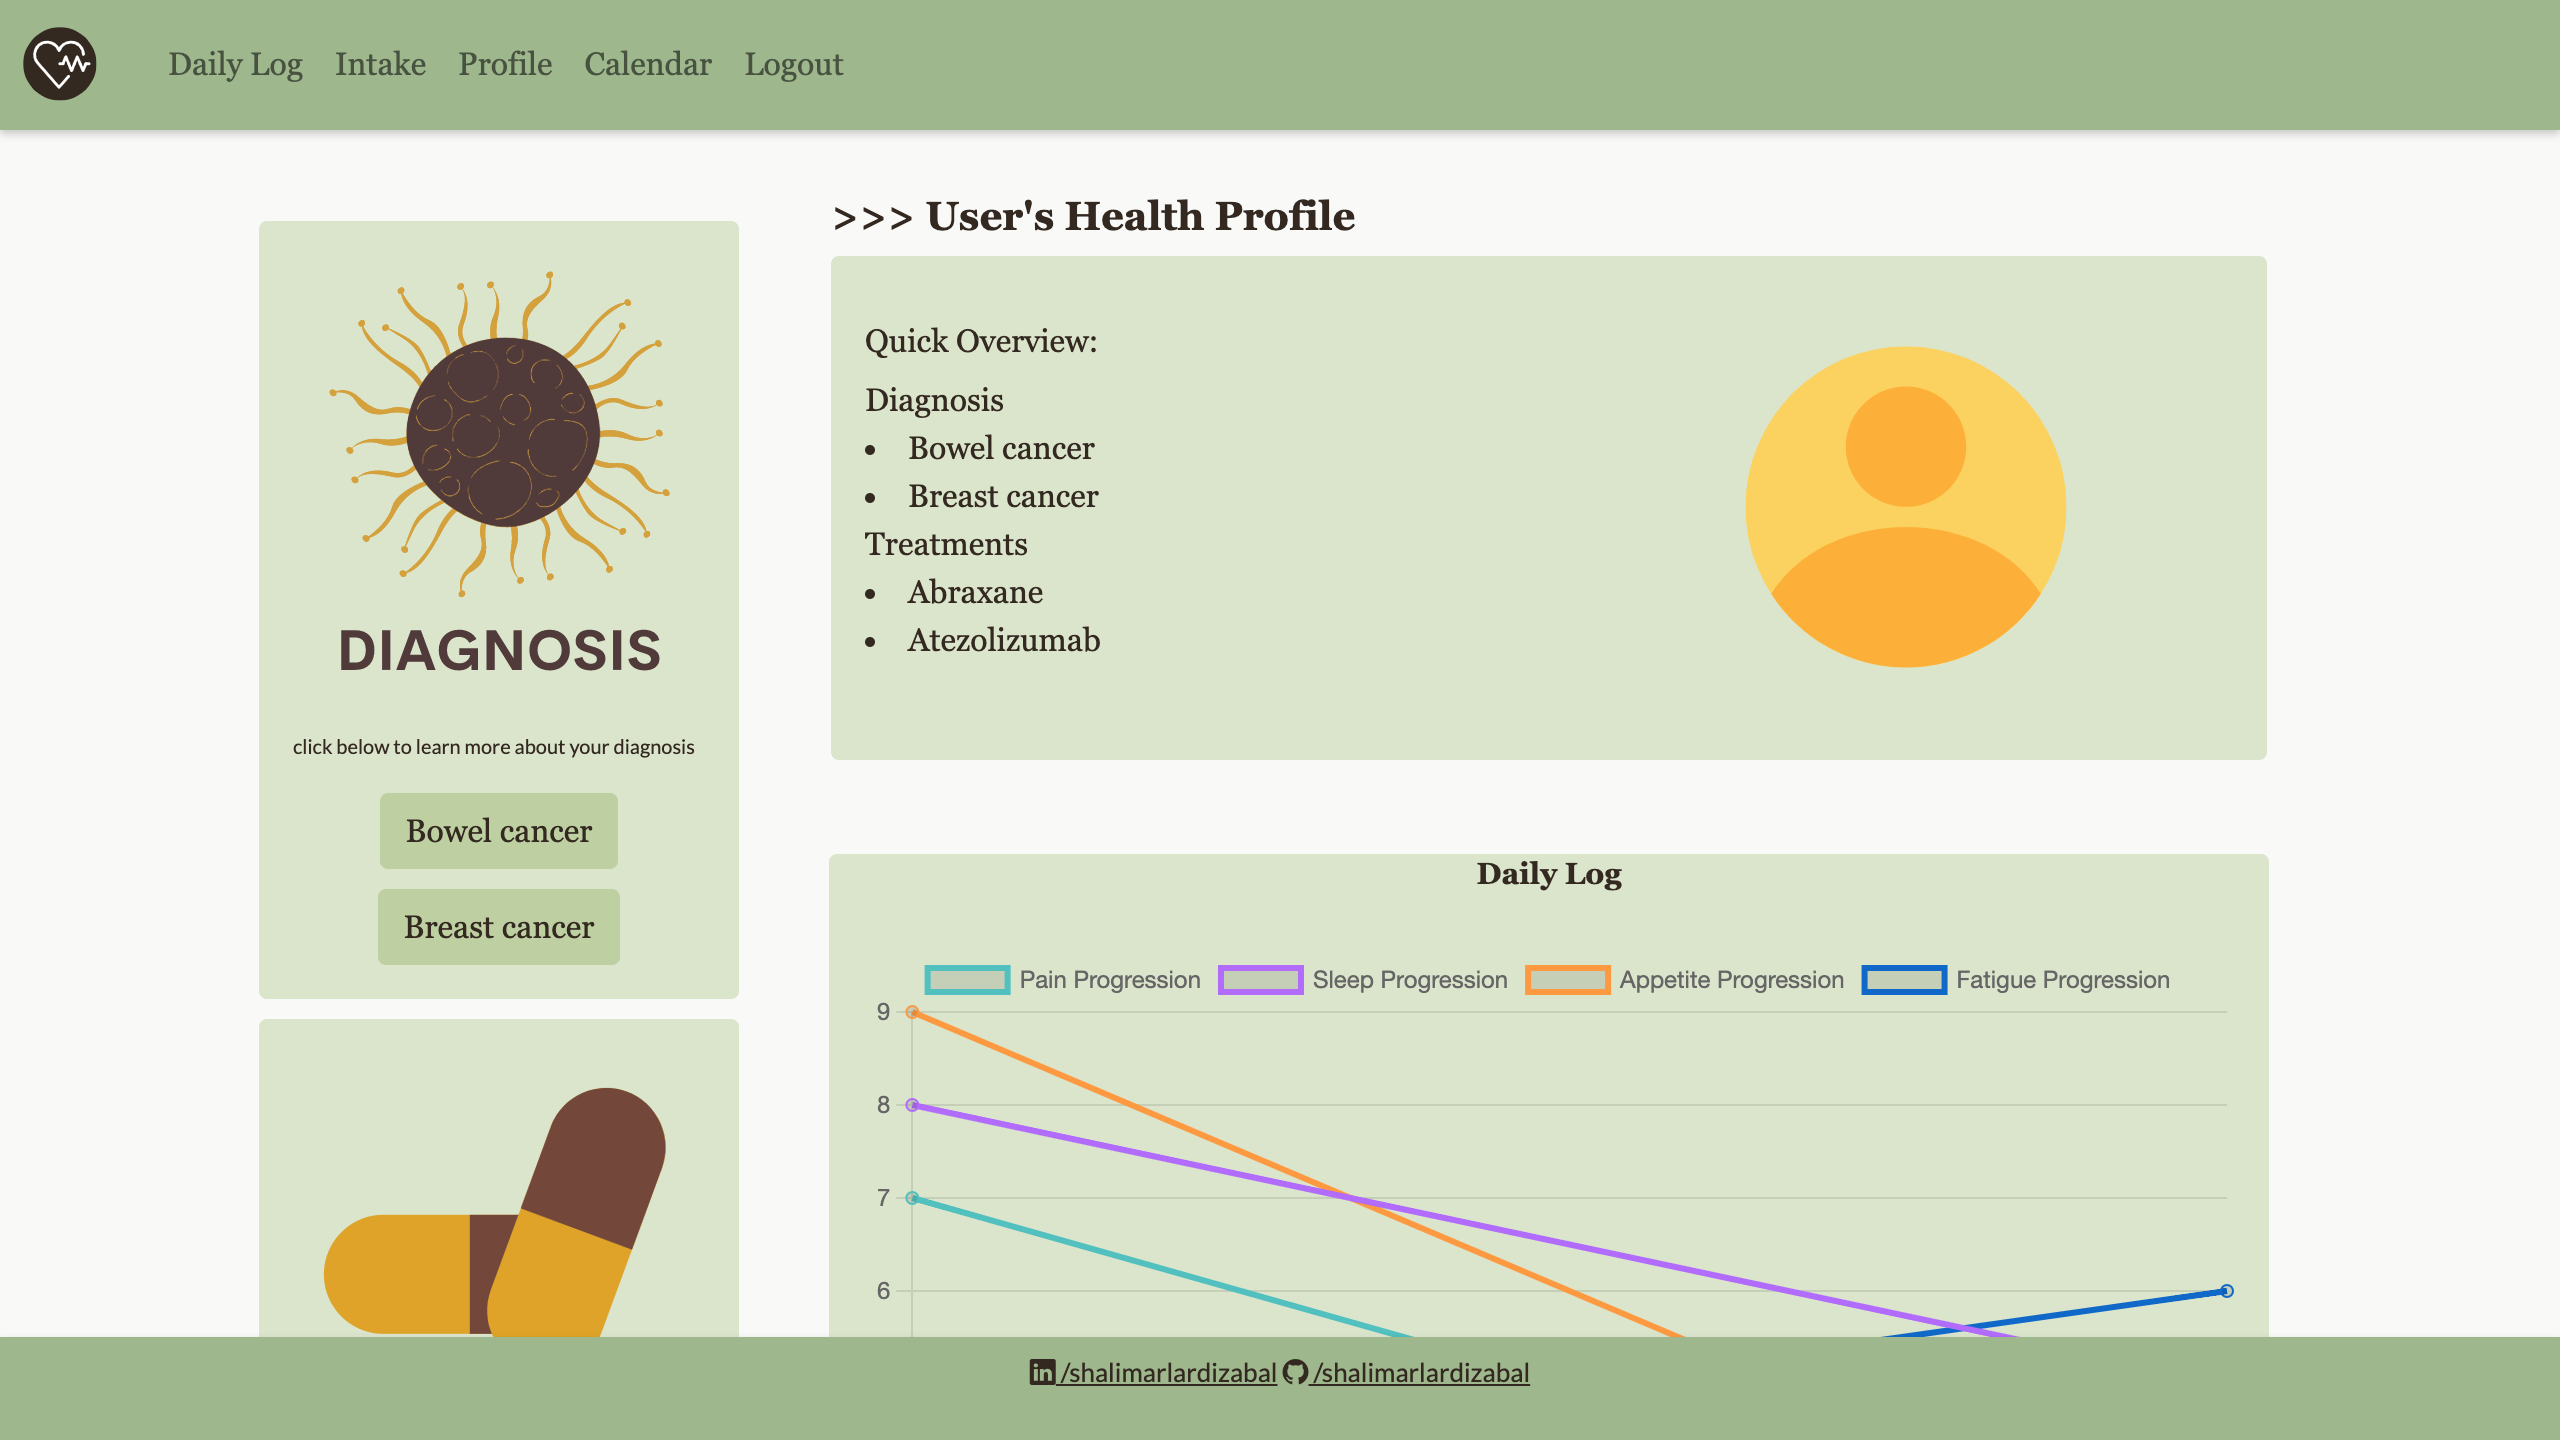 Daily Log Intake Profile Calendar Logout
DIAGNOSIS
click below to learn more about your diagnosis
Bowel cancer
Breast cancer
>>> User's Health Profile
Quick Overview:
Diagnosis
• Bowel cancer
• Breast cancer
Treatments
• Abraxane
• Atezolizumab
Daily Log
Pain Progression Sleep Progression Appetite Progression Fatigue Progression
9
8
7
6
/shalimarlardizabal /shalimarlardizabal